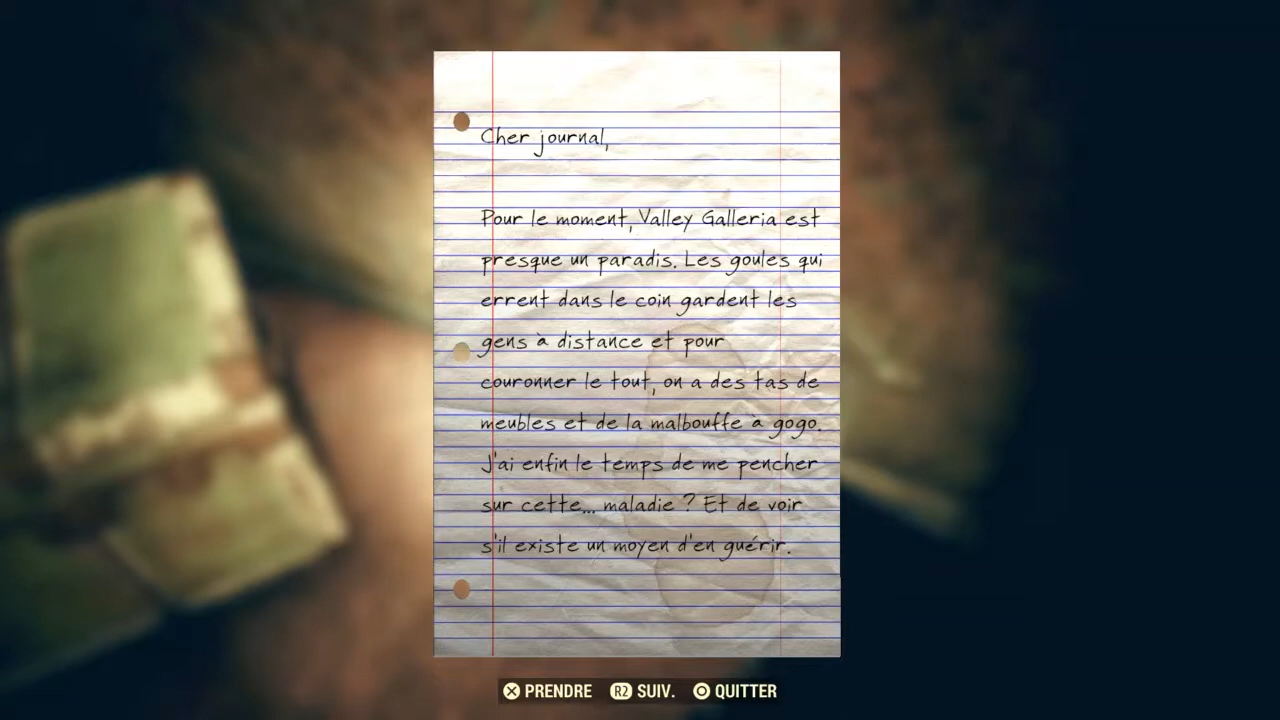 Cher journal,
Pour le moment, Valley Galleria est
presque un paradis. Les goules qui
errent dans le coin gardent les
gens à distance et pour
couronner le tout, on a des tas de
meubles et de la malbouffe à gogo.
J'ai enfin le temps de me pencher
sur cette... maladie ? Et de voir
s'il existe un moyen d'en guérir.
PRENDRE R2 SUIV. QUITTER